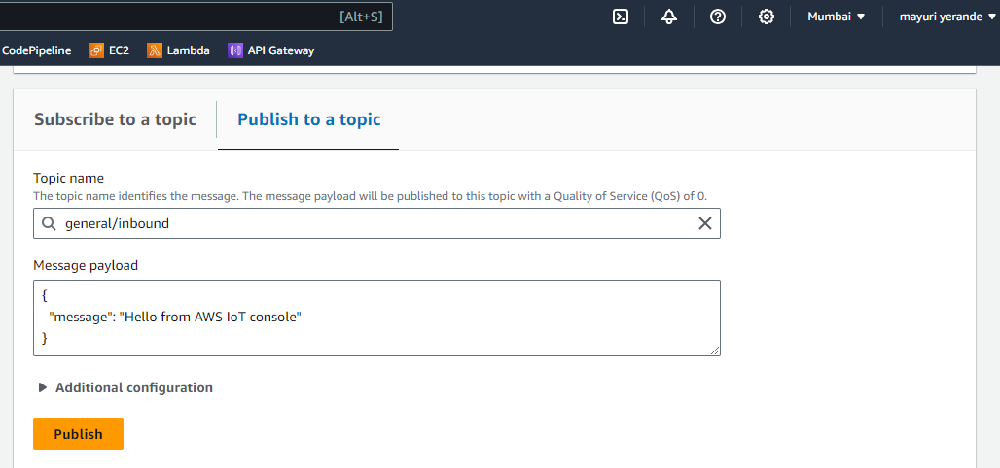 [Alt+S]
Mumbai
mayuri yerande
CodePipeline
EC2
Lambda
API Gateway
Subscribe to a topic
Publish to a topic
Topic name
The topic name identifies the message. The message payload will be published to this topic with a Quality of Service (QoS) of 0.
general/inbound
Message payload
{
"message": "Hello from AWS IoT console"
}
Additional configuration
Publish